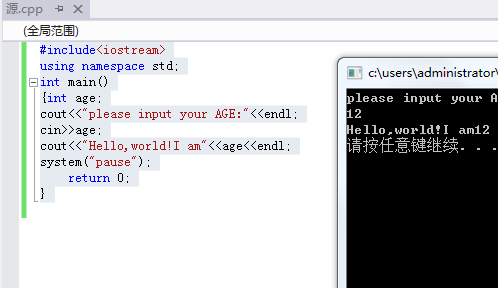 源.cpp
(全局范围)
#include<iostream>
using namespace std;
int main()
{int age;
cout<<"please input your AGE:"<<endl;
cin>>age;
cout<<"Hello,world!I am"<<age<<endl;
system("pause");
return 0;
}
c:\users\administrator\
please input your A
12
Hello,world!I am12
请按任意键继续. . .